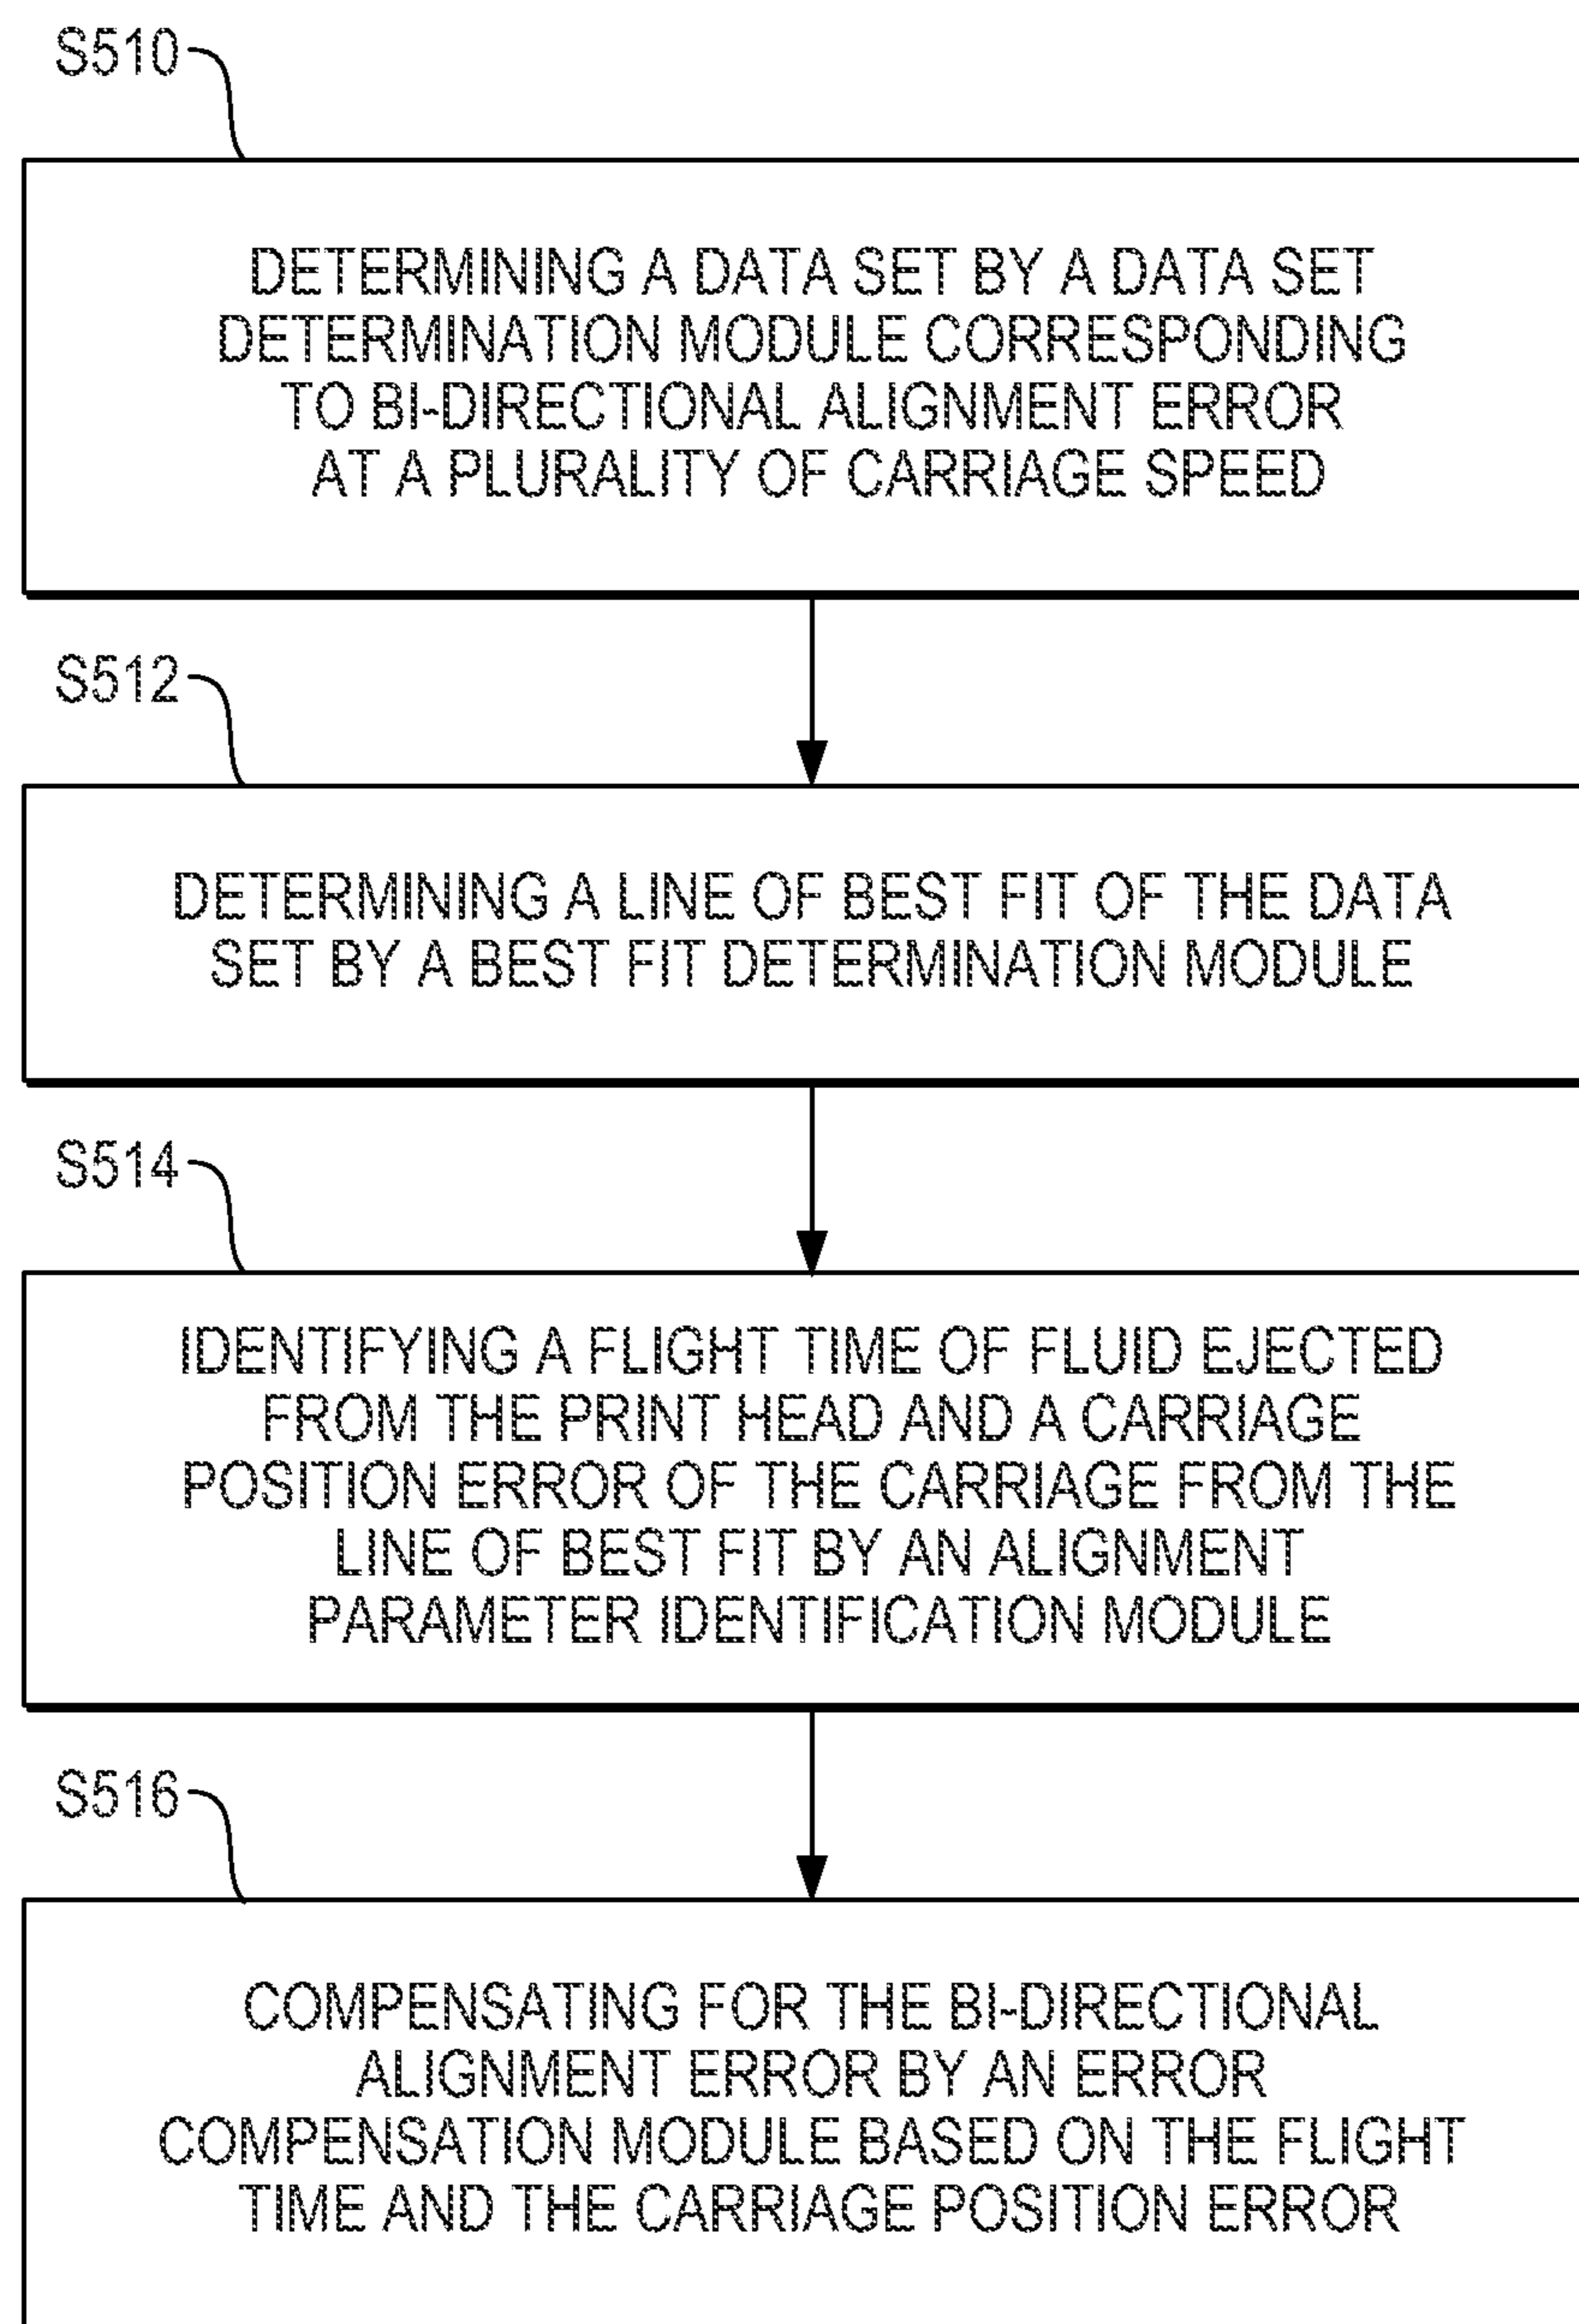 S510
DETERMINING A DATA SET BY A DATA SET
DETERMINATION MODULE CORRESPONDING
TO BI-DIRECTIONAL ALIGNMENT ERROR
AT A PLURALITY OF CARRIAGE SPEED
S512
DETERMINING A LINE OF BEST FIT OF THE DATA
SET BY A BEST FIT DETERMINATION MODULE
S514
IDENTIFYING A FLIGHT TIME OF FLUID EJECTED
FROM THE PRINT HEAD AND A CARRIAGE
POSITION ERROR OF THE CARRIAGE FROM THE
LINE OF BEST FIT BY AN ALIGNMENT
PARAMETER IDENTIFICATION MODULE
S516
COMPENSATING FOR THE BI-DIRECTIONAL
ALIGNMENT ERROR BY AN ERROR
COMPENSATION MODULE BASED ON THE FLIGHT
TIME AND THE CARRIAGE POSITION ERROR